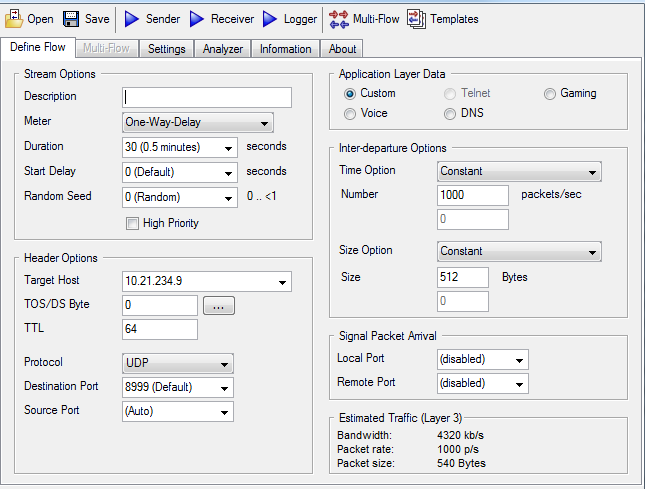 Open Save Sender Receiver Logger Multi-Flow Templates
Define Flow Multi-Flow Settings Analyzer Information About
Stream Options
Description
Meter One-Way-Delay
Duration 30 (0.5 minutes) seconds
Start Delay 0 (Default) seconds
Random Seed 0 (Random) 0 .. <1
High Priority
Header Options
Target Host 10.21.234.9
TOS/DS Byte 0 ...
TTL 64
Protocol UDP
Destination Port 8999 (Default)
Source Port (Auto)
Application Layer Data
Custom Telnet Gaming
Voice DNS
Inter-departure Options
Time Option Constant
Number 1000 packets/sec
0
Size Option Constant
Size 512 Bytes
0
Signal Packet Arrival
Local Port (disabled)
Remote Port (disabled)
Estimated Traffic (Layer 3)
Bandwidth: 4320 kb/s
Packet rate: 1000 p/s
Packet size: 540 Bytes